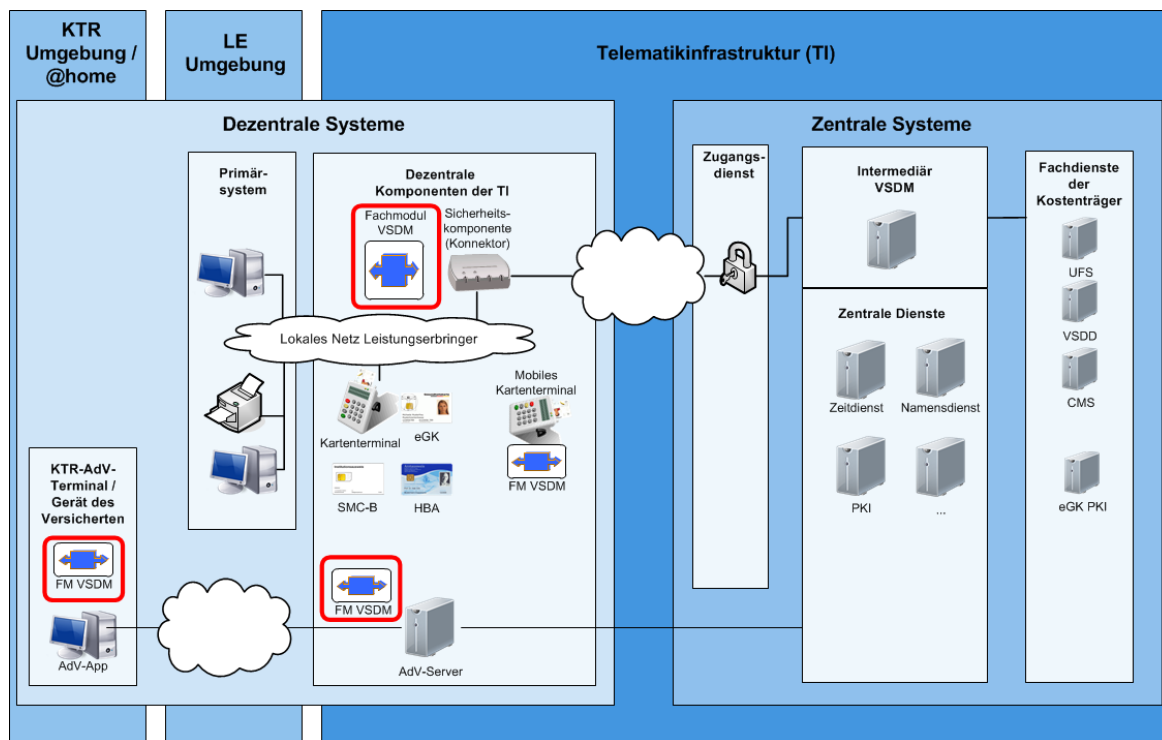 KTR
Umgebung /
@home
LE
Umgebung
Telematikinfrastruktur (TI)
Dezentrale Systeme
Zentrale Systeme
Primär-
system
Dezentrale
Komponenten der TI
Fachmodul
VSDM
Sicherheits-
komponente
(Konnektor)
Lokales Netz Leistungserbringer
Kartenterminal
eGK
Mobiles
Kartenterminal
FM VSDM
SMC-B
HBA
KTR-AdV-
Terminal /
Gerät des
Versicherten
FM VSDM
AdV-App
FM VSDM
AdV-Server
Zugangs-
dienst
Intermediär
VSDM
Zentrale Dienste
Zeitdienst
Namensdienst
PKI
...
Fachdienste
der
Kostenträger
UFS
VSDD
CMS
eGK PKI